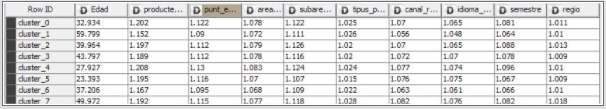 Row ID D Edad D producte... D punt_e... D area... D subare... D tipus_p... D canal_r... D idioma_... D semestre D regio
cluster_0 32.934 1.202 1.122 1.078 1.122 1.025 1.07 1.065 1.081 1.011
cluster_1 59.799 1.152 1.09 1.072 1.111 1.026 1.056 1.048 1.064 1.01
cluster_2 39.964 1.197 1.112 1.079 1.126 1.02 1.07 1.065 1.088 1.013
cluster_3 43.797 1.189 1.112 1.078 1.116 1.02 1.072 1.064 1.078 1.009
cluster_4 27.927 1.208 1.13 1.083 1.124 1.024 1.077 1.074 1.096 1.01
cluster_5 23.393 1.195 1.116 1.07 1.107 1.015 1.076 1.075 1.067 1.009
cluster_6 37.206 1.167 1.095 1.068 1.109 1.022 1.063 1.061 1.066 1.01
cluster_7 49.972 1.192 1.115 1.077 1.118 1.028 1.082 1.076 1.082 1.018